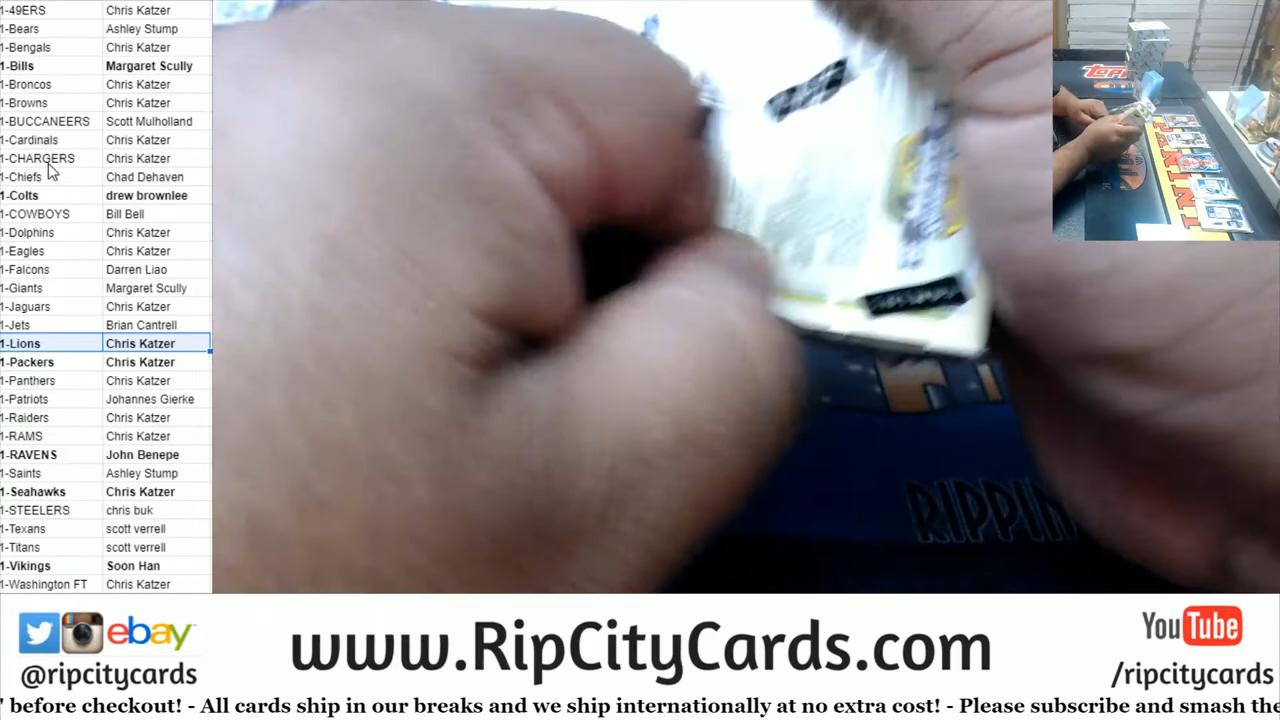 1-49ERS Chris Katzer
1-Bears Ashley Stump
1-Bengals Chris Katzer
1-Bills Margaret Scully
1-Broncos Chris Katzer
1-Browns Chris Katzer
1-BUCCANEERS Scott Mulholland
1-Cardinals Chris Katzer
1-CHARGERS Chris Katzer
1-Chiefs Chad Dehaven
1-Colts drew brownlee
1-COWBOYS Bill Bell
1-Dolphins Chris Katzer
1-Eagles Chris Katzer
1-Falcons Darren Liao
1-Giants Margaret Scully
1-Jaguars Chris Katzer
1-Jets Brian Cantrell
1-Lions Chris Katzer
1-Packers Chris Katzer
1-Panthers Chris Katzer
1-Patriots Johannes Gierke
1-Raiders Chris Katzer
1-RAMS Chris Katzer
1-RAVENS John Benepe
1-Saints Ashley Stump
1-Seahawks Chris Katzer
1-STEELERS chris buk
1-Texans scott verrell
1-Titans scott verrell
1-Vikings Soon Han
1-Washington FT Chris Katzer
TOPPS
PANINI
RIPPIN
ebay
@ripcitycards
www.RipCityCards.com
YouTube
/ripcitycards
' before checkout! - All cards ship in our breaks and we ship internationally at no extra cost! - Please subscribe and smash the